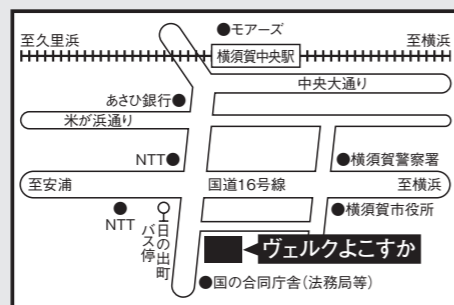 ●モアーズ
至久里浜
至横浜
横須賀中央駅
中央大通り
あさひ銀行●
米が浜通り
NTT●
●横須賀警察署
至安浦
国道16号線
至横浜
●横須賀市役所
●
NTT
日の出町
バス停
ヴェルクよこすか
●国の合同庁舎(法務局等)